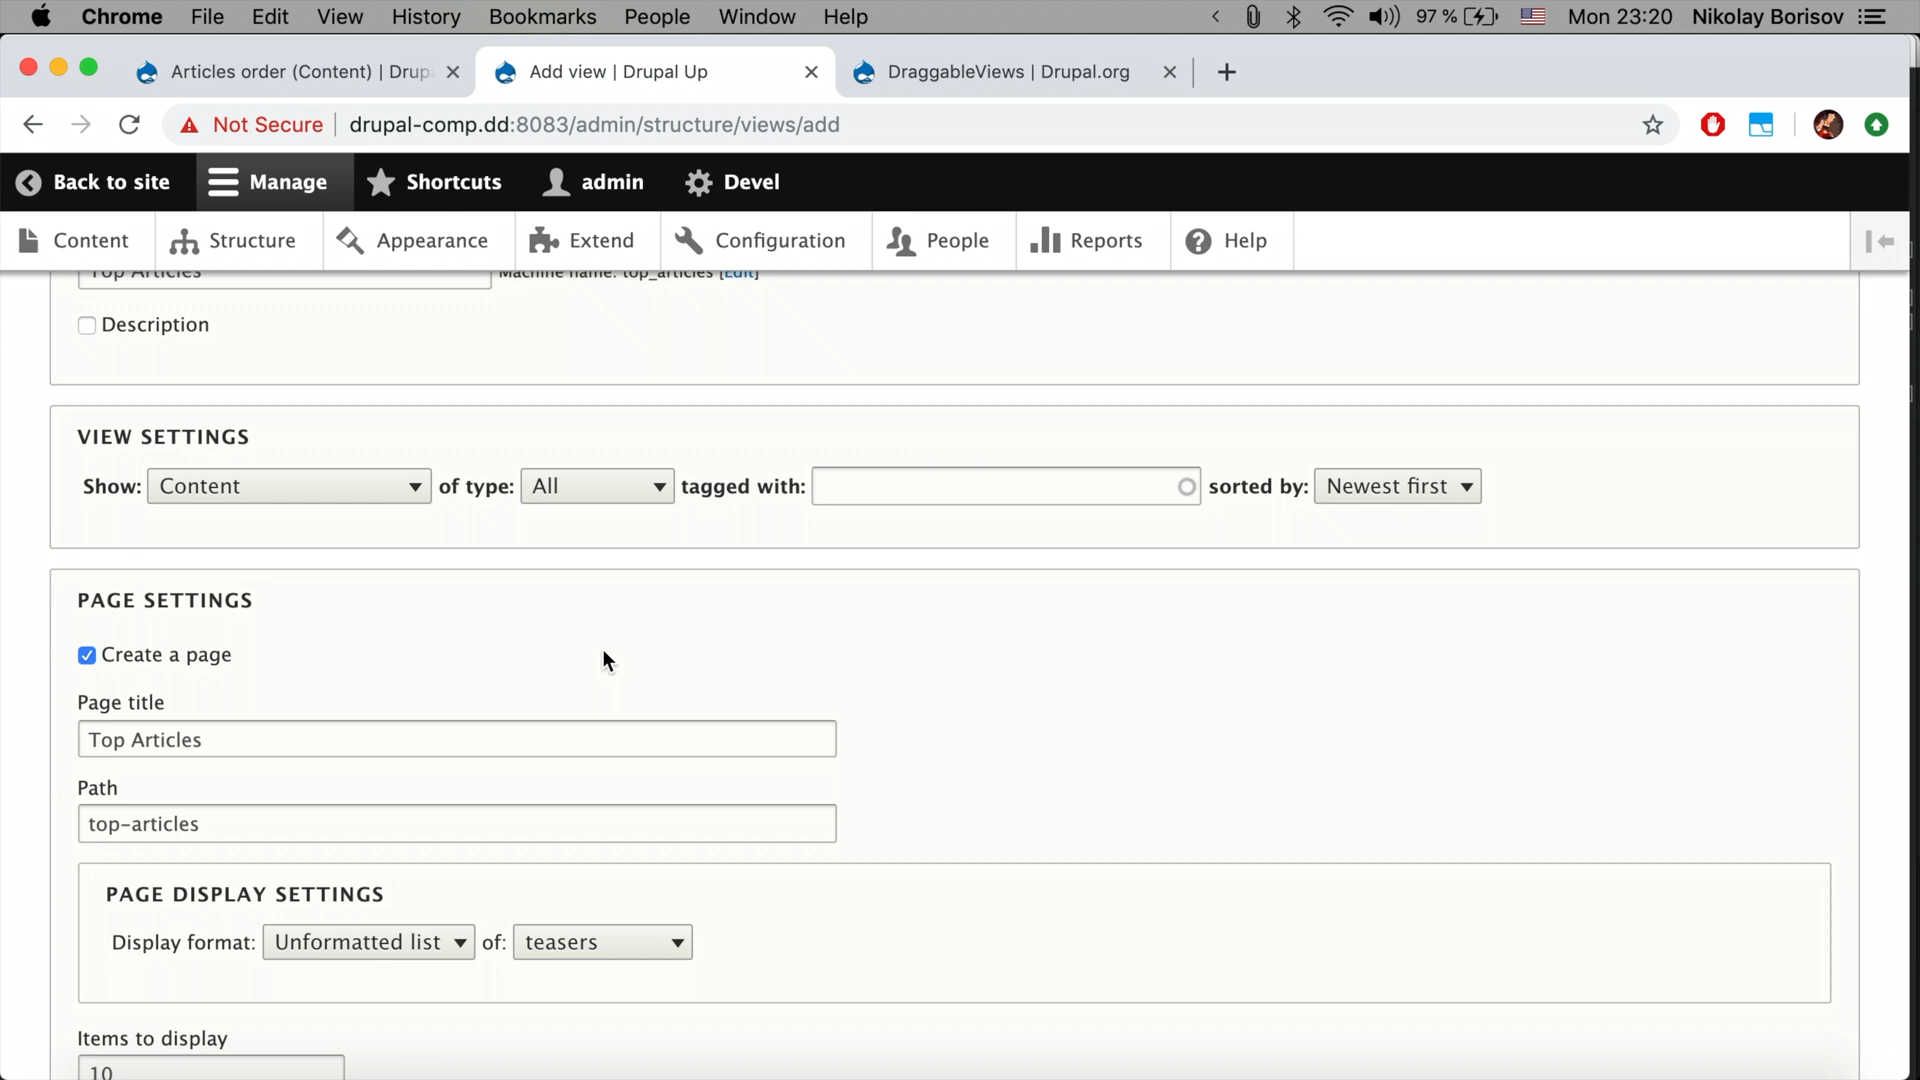 Chrome File Edit View History Bookmarks People Window Help 97 % Mon 23:20 Nikolay Borisov
Articles order (Content) | Drup Add view | Drupal Up DraggableViews | Drupal.org
Not Secure drupal-comp.dd:8083/admin/structure/views/add
Back to site Manage Shortcuts admin Devel
Content Structure Appearance Extend Configuration People Reports Help
Top Articles Machine name: top_articles [Edit]
Description
VIEW SETTINGS
Show: Content of type: All tagged with: sorted by: Newest first
PAGE SETTINGS
Create a page
Page title
Top Articles
Path
top-articles
PAGE DISPLAY SETTINGS
Display format: Unformatted list of: teasers
Items to display
10